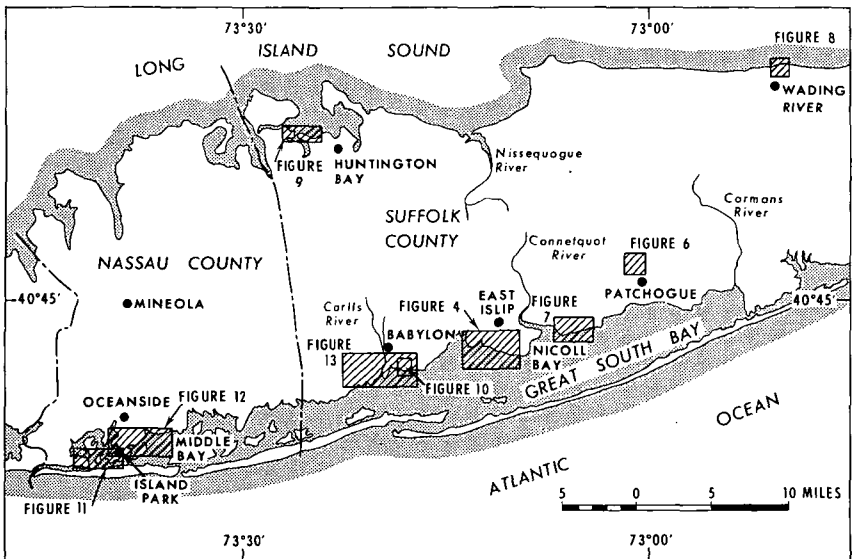 73°30'
73°00'
FIGURE 8
LONG ISLAND SOUND
WADING
RIVER
FIGURE
9
HUNTINGTON
BAY
Nissequogue
River
SUFFOLK
COUNTY
Carmans
River
Connetquot
River
FIGURE 6
NASSAU COUNTY
PATCHOGUE
40°45'
MINEOLA
Carlls
River
FIGURE 4
EAST
ISLIP
FIGURE
7
40°45'
BABYLON
FIGURE
13
NICOLL
BAY
GREAT SOUTH BAY
FIGURE 10
OCEANSIDE
FIGURE 12
MIDDLE
BAY
ISLAND
PARK
FIGURE 11
ATLANTIC OCEAN
5 0 5 10 MILES
73°30'
73°00'